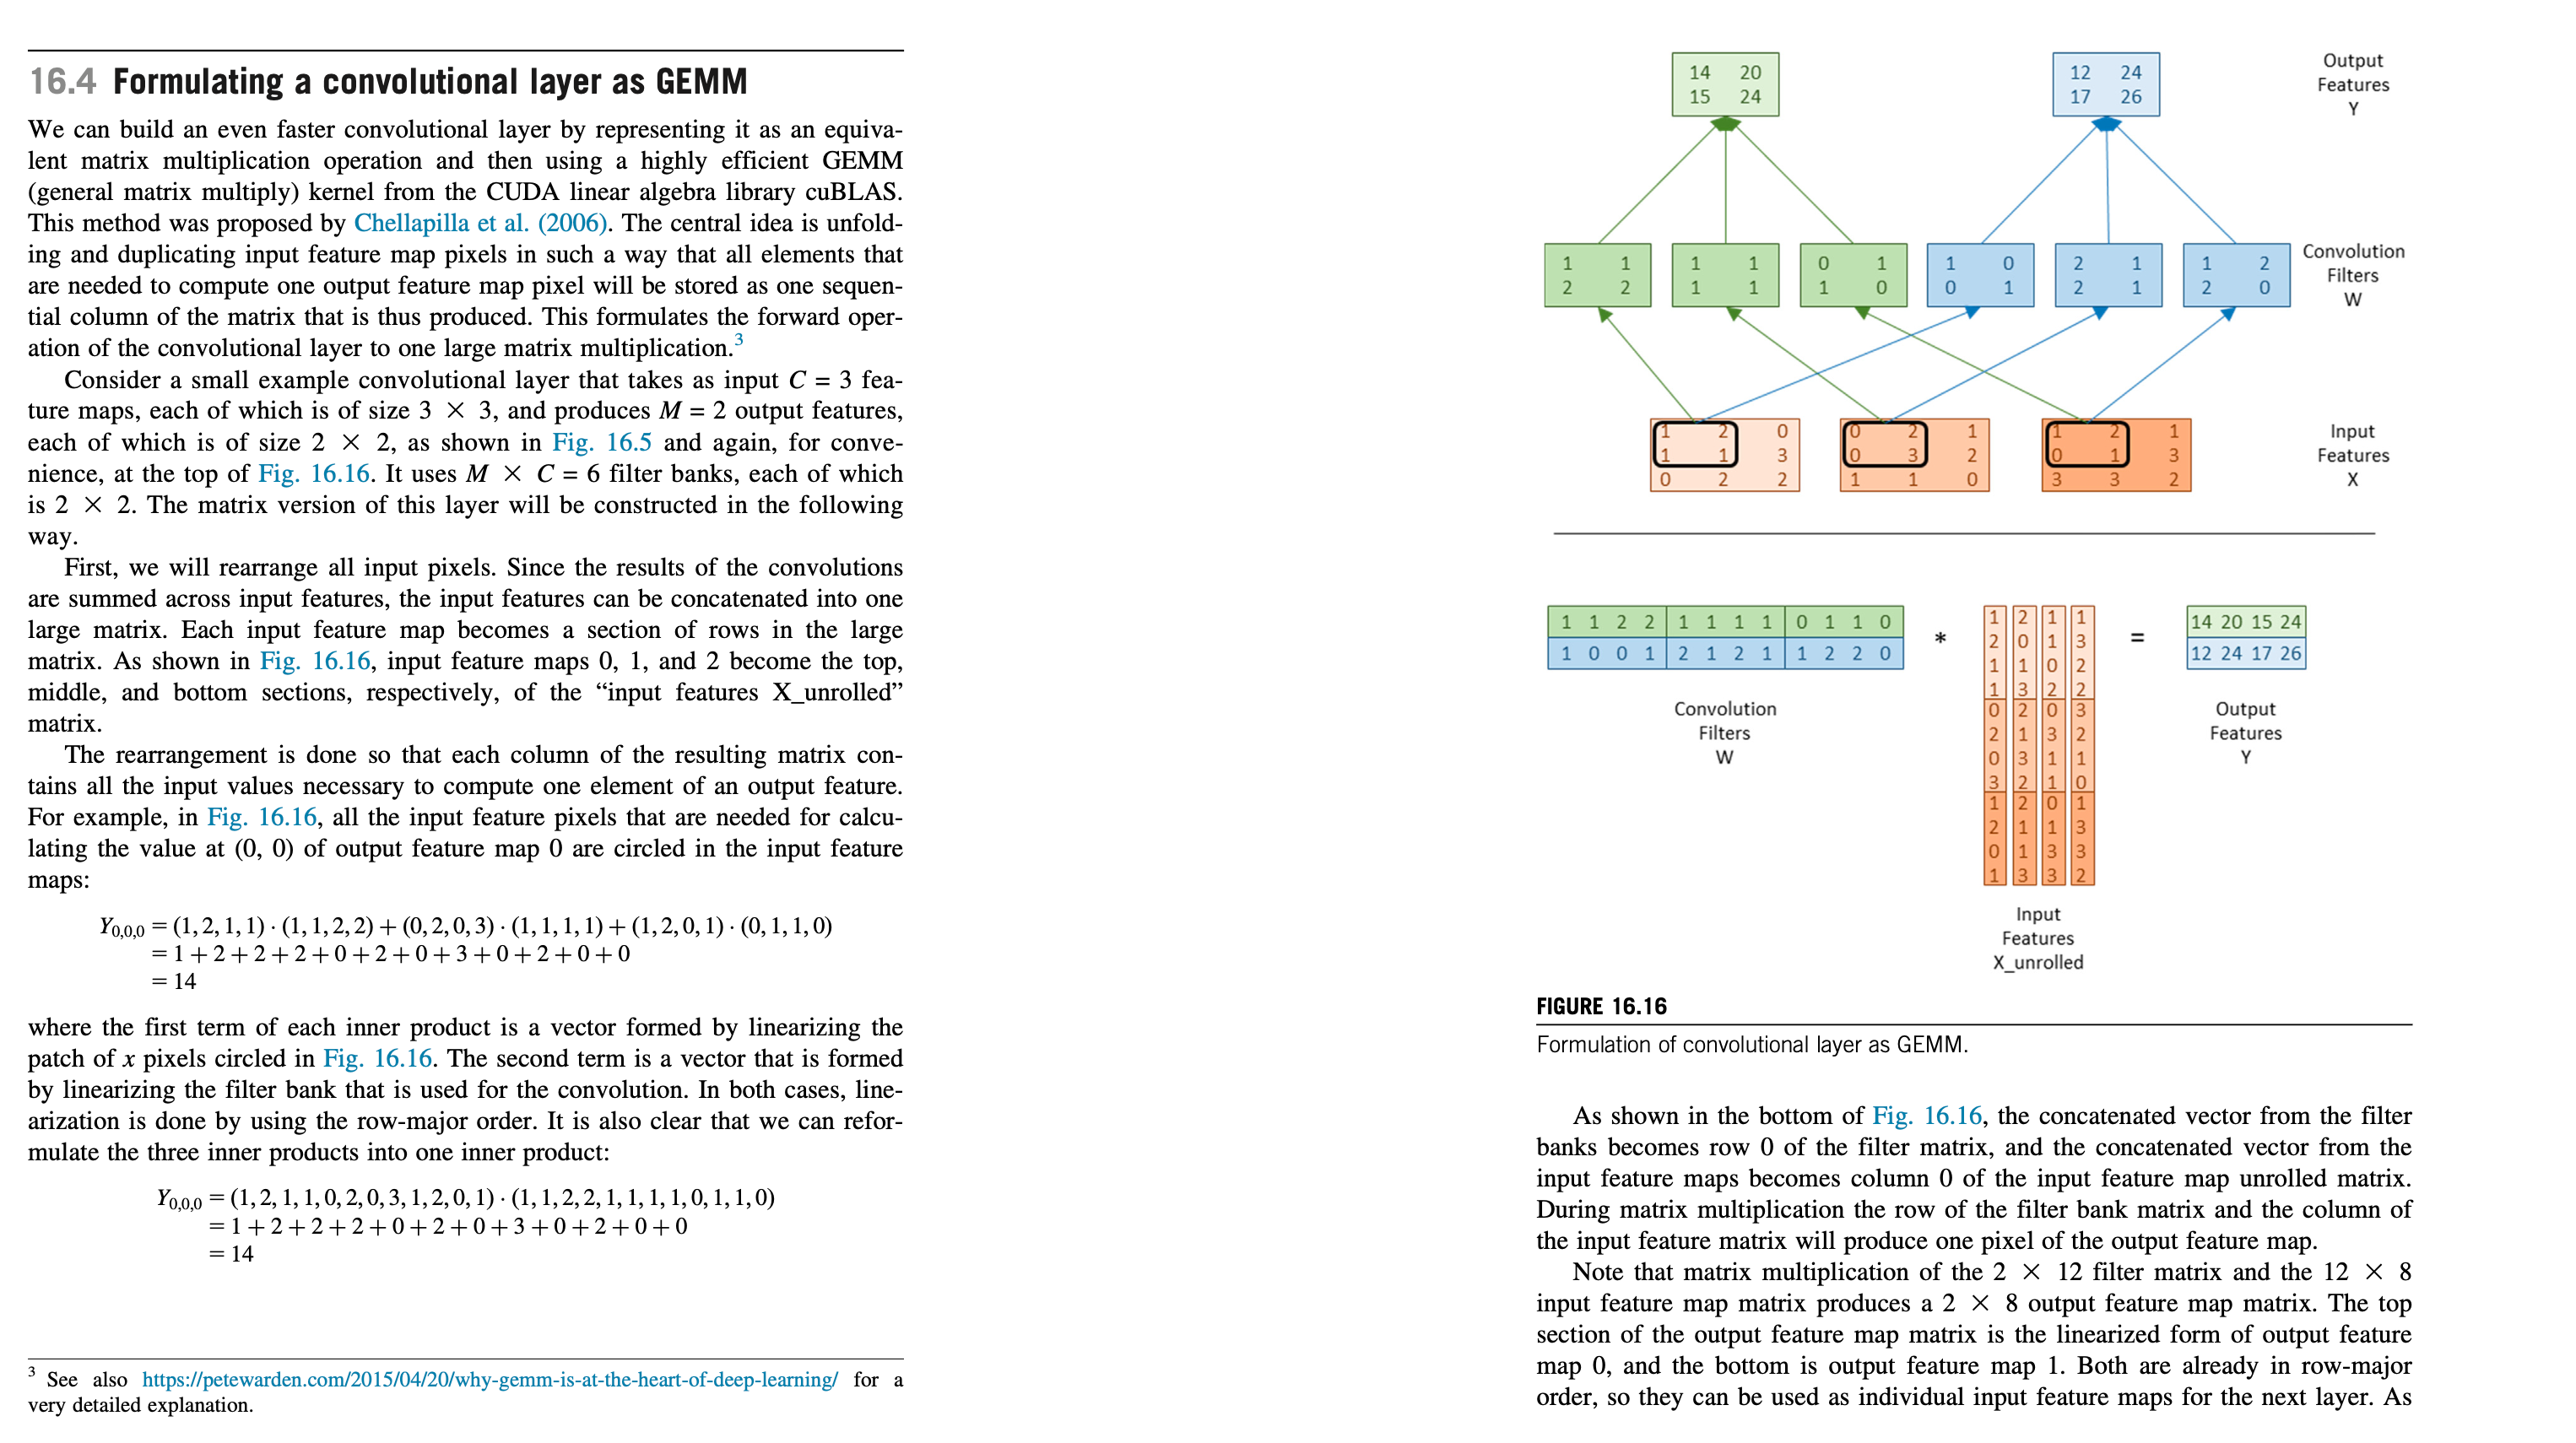 16.4 Formulating a convolutional layer as GEMM
We can build an even faster convolutional layer by representing it as an equiva-
lent matrix multiplication operation and then using a highly efficient GEMM
(general matrix multiply) kernel from the CUDA linear algebra library cuBLAS.
This method was proposed by Chellapilla et al. (2006). The central idea is unfold-
ing and duplicating input feature map pixels in such a way that all elements that
are needed to compute one output feature map pixel will be stored as one sequen-
tial column of the matrix that is thus produced. This formulates the forward oper-
ation of the convolutional layer to one large matrix multiplication.3
Consider a small example convolutional layer that takes as input C = 3 fea-
ture maps, each of which is of size 3 × 3, and produces M = 2 output features,
each of which is of size 2 × 2, as shown in Fig. 16.5 and again, for conve-
nience, at the top of Fig. 16.16. It uses M × C = 6 filter banks, each of which
is 2 × 2. The matrix version of this layer will be constructed in the following
way.
First, we will rearrange all input pixels. Since the results of the convolutions
are summed across input features, the input features can be concatenated into one
large matrix. Each input feature map becomes a section of rows in the large
matrix. As shown in Fig. 16.16, input feature maps 0, 1, and 2 become the top,
middle, and bottom sections, respectively, of the “input features X_unrolled”
matrix.
The rearrangement is done so that each column of the resulting matrix con-
tains all the input values necessary to compute one element of an output feature.
For example, in Fig. 16.16, all the input feature pixels that are needed for calcu-
lating the value at (0, 0) of output feature map 0 are circled in the input feature
maps:
Y0,0,0 = (1, 2, 1, 1) · (1, 1, 2, 2) + (0, 2, 0, 3) · (1, 1, 1, 1) + (1, 2, 0, 1) · (0, 1, 1, 0)
= 1 + 2 + 2 + 2 + 0 + 2 + 0 + 3 + 0 + 2 + 0 + 0
= 14
where the first term of each inner product is a vector formed by linearizing the
patch of x pixels circled in Fig. 16.16. The second term is a vector that is formed
by linearizing the filter bank that is used for the convolution. In both cases, line-
arization is done by using the row-major order. It is also clear that we can refor-
mulate the three inner products into one inner product:
Y0,0,0 = (1, 2, 1, 1, 0, 2, 0, 3, 1, 2, 0, 1) · (1, 1, 2, 2, 1, 1, 1, 1, 0, 1, 1, 0)
= 1 + 2 + 2 + 2 + 0 + 2 + 0 + 3 + 0 + 2 + 0 + 0
= 14
3 See also https://petewarden.com/2015/04/20/why-gemm-is-at-the-heart-of-deep-learning/ for a
very detailed explanation.
14 20 12 24
15 24 17 26
Output
Features
Y
1 1 1 1 0 1 1 0 2 1 1 2
2 2 1 1 1 0 0 1 2 1 2 0
Convolution
Filters
W
1 2 0 0 2 1 1 2 1
1 1 3 0 3 2 0 1 3
0 2 2 1 1 0 3 3 2
Input
Features
X
1 1 2 2 1 1 1 1 0 1 1 0
1 0 0 1 2 1 2 1 1 2 2 0
Convolution
Filters
W
*
1 2 1 1
2 0 1 3
1 1 0 2
1 3 2 2
0 2 0 3
2 1 3 2
0 3 1 1
3 2 1 0
1 2 0 1
2 1 1 3
0 1 3 3
1 3 3 2
Input
Features
X_unrolled
=
14 20 15 24
12 24 17 26
Output
Features
Y
FIGURE 16.16
Formulation of convolutional layer as GEMM.
As shown in the bottom of Fig. 16.16, the concatenated vector from the filter
banks becomes row 0 of the filter matrix, and the concatenated vector from the
input feature maps becomes column 0 of the input feature map unrolled matrix.
During matrix multiplication the row of the filter bank matrix and the column of
the input feature matrix will produce one pixel of the output feature map.
Note that matrix multiplication of the 2 × 12 filter matrix and the 12 × 8
input feature map matrix produces a 2 × 8 output feature map matrix. The top
section of the output feature map matrix is the linearized form of output feature
map 0, and the bottom is output feature map 1. Both are already in row-major
order, so they can be used as individual input feature maps for the next layer. As